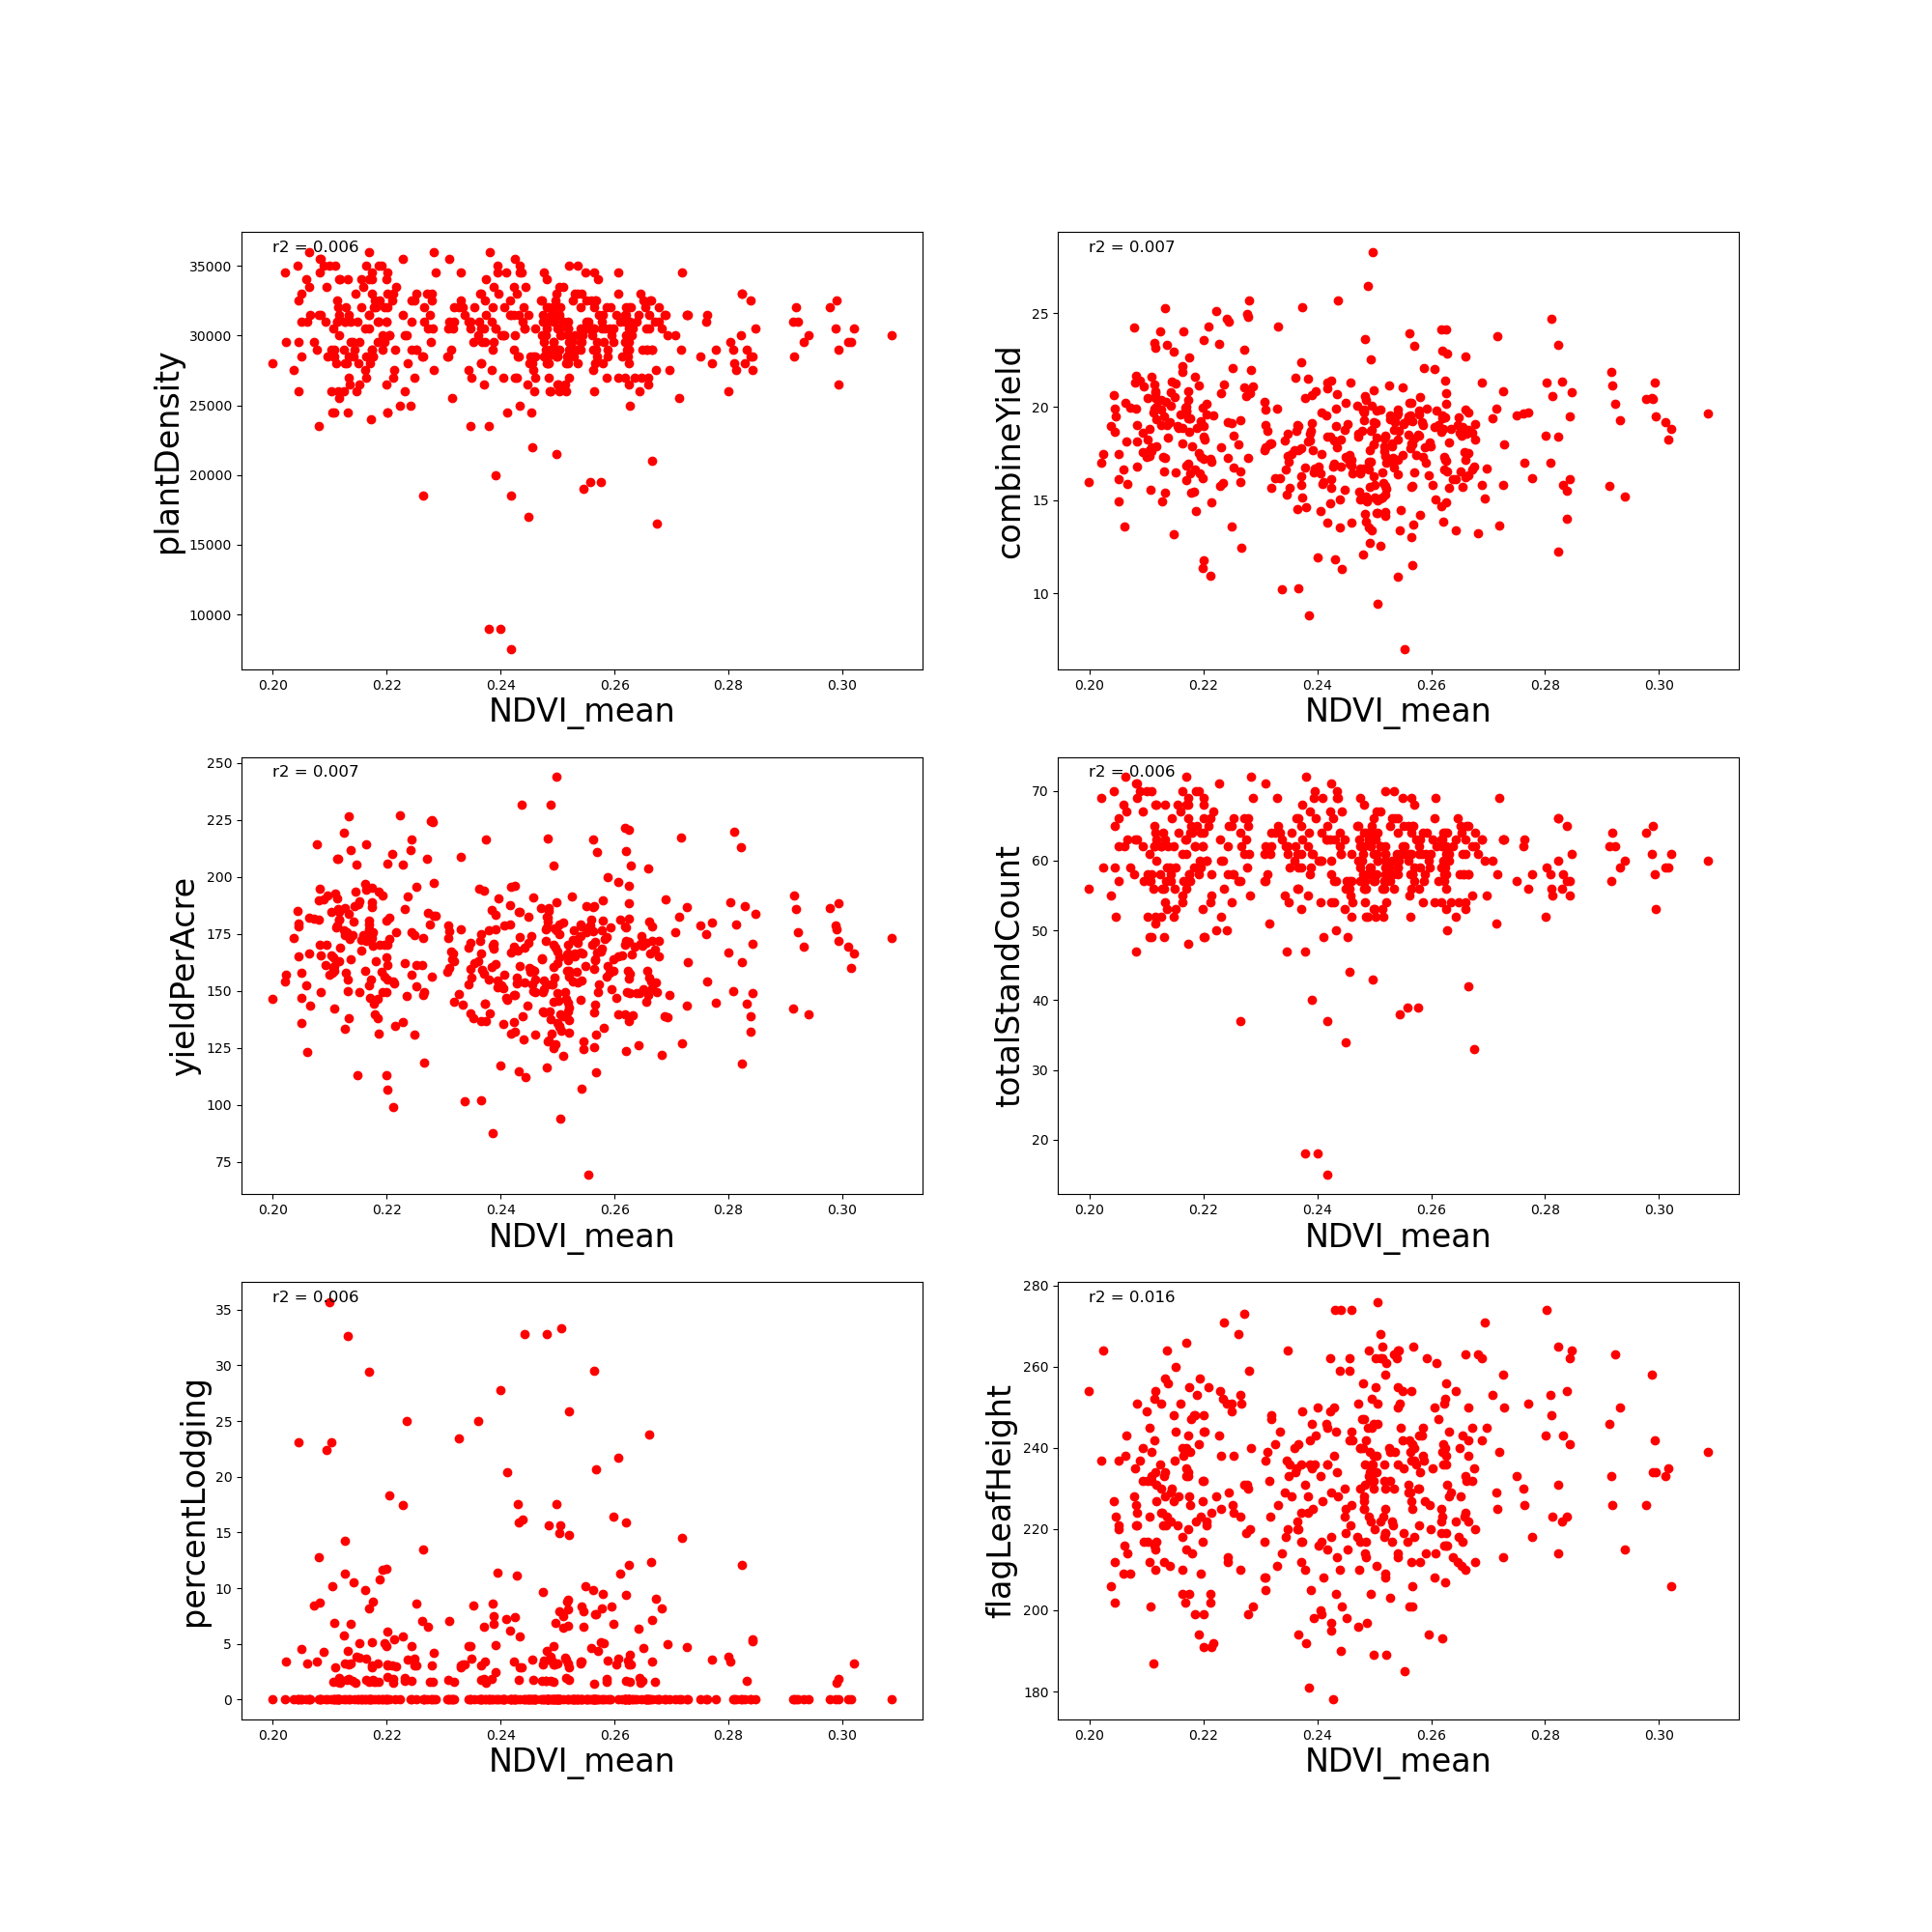 r2 = 0.006
35000
30000
25000
20000
15000
10000
plantDensity
0.20 0.22 0.24 0.26 0.28 0.30
NDVI_mean
r2 = 0.007
25
20
15
10
combineYield
0.20 0.22 0.24 0.26 0.28 0.30
NDVI_mean
r2 = 0.007
250
225
200
175
150
125
100
75
yieldPerAcre
0.20 0.22 0.24 0.26 0.28 0.30
NDVI_mean
r2 = 0.006
70
60
50
40
30
20
totalStandCount
0.20 0.22 0.24 0.26 0.28 0.30
NDVI_mean
r2 = 0.006
35
30
25
20
15
10
5
0
percentLodging
0.20 0.22 0.24 0.26 0.28 0.30
NDVI_mean
r2 = 0.016
280
260
240
220
200
180
flagLeafHeight
0.20 0.22 0.24 0.26 0.28 0.30
NDVI_mean